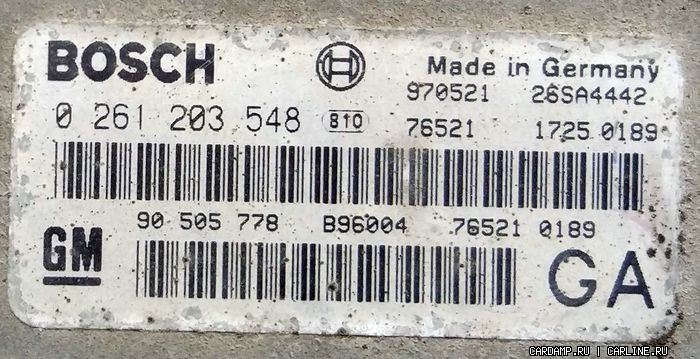 BOSCH Made in Germany
970521 26SA4442
0 261 203 548 810 76521 1725 0189
90 505 778 B96004 76521 0189
GM GA
CARDAMP.RU | CARLINE.RU